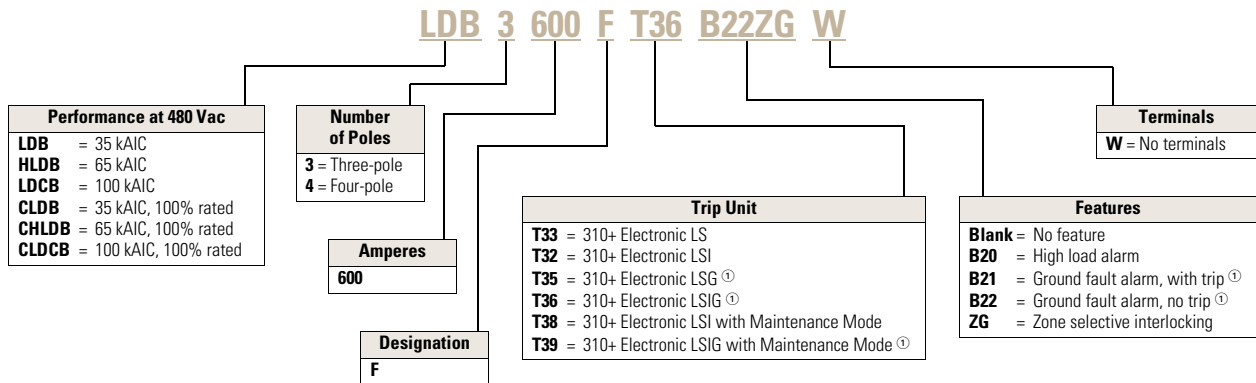 LDB 3 600 F T36 B22ZG W
Performance at 480 Vac
LDB = 35 kAIC
HLDB = 65 kAIC
LDCB = 100 kAIC
CLDB = 35 kAIC, 100% rated
CHLDB = 65 kAIC, 100% rated
CLDCB = 100 kAIC, 100% rated
Number
of Poles
3 = Three-pole
4 = Four-pole
Amperes
600
Designation
F
Trip Unit
T33 = 310+ Electronic LS
T32 = 310+ Electronic LSI
T35 = 310+ Electronic LSG ①
T36 = 310+ Electronic LSIG ①
T38 = 310+ Electronic LSI with Maintenance Mode
T39 = 310+ Electronic LSIG with Maintenance Mode ①
Features
Blank = No feature
B20 = High load alarm
B21 = Ground fault alarm, with trip ①
B22 = Ground fault alarm, no trip ①
ZG = Zone selective interlocking
Terminals
W = No terminals